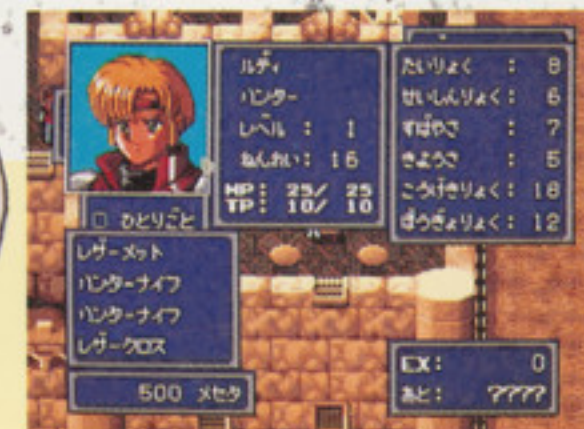 ルディ
ハンター
レベル： 1
ねんれい： 16
HP： 25/ 25
TP： 10/ 10
たいりょく ： 8
せいしんりょく： 6
すばやさ ： 7
きようさ ： 5
こうげきりょく： 18
ぼうぎょりょく： 12
ひとりごと
レザーメット
ハンターナイフ
ハンターナイフ
レザークロス
500 メセタ
EX： 0
あと： ????